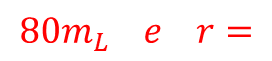 80m_L e r =